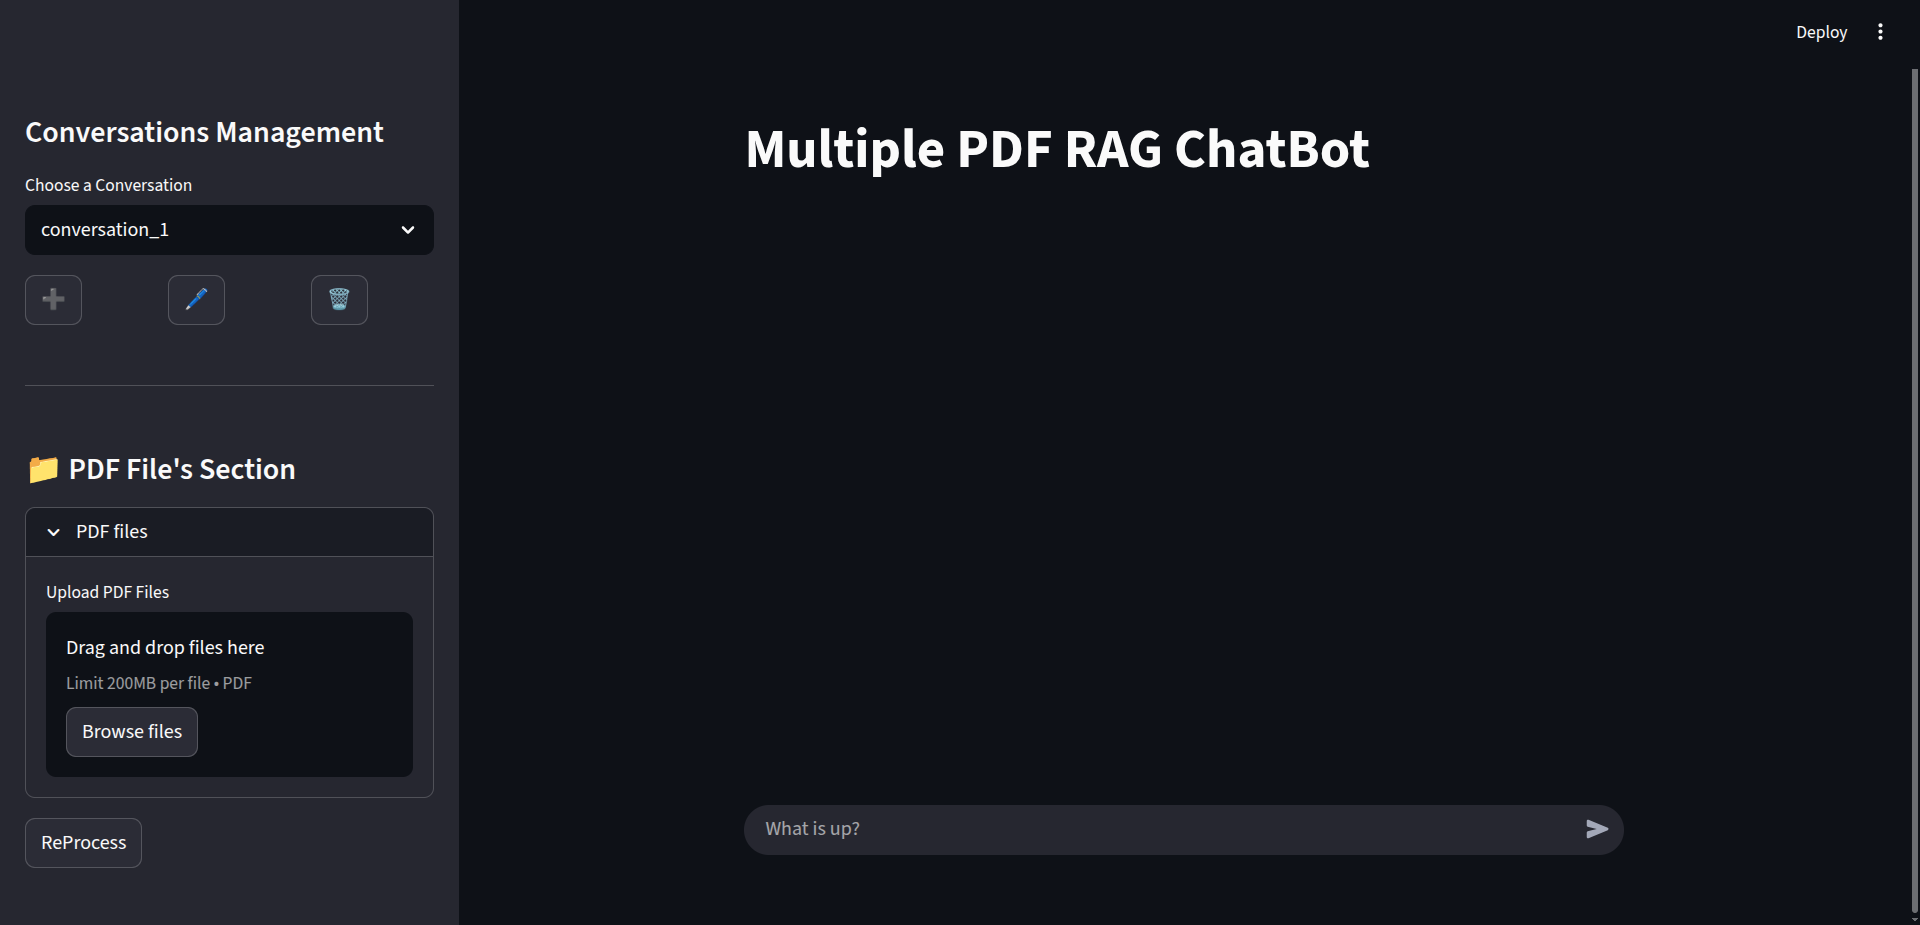 Deploy
Conversations Management
Choose a Conversation
conversation_1
📁 PDF File's Section
PDF files
Upload PDF Files
Drag and drop files here
Limit 200MB per file • PDF
Browse files
ReProcess
Multiple PDF RAG ChatBot
What is up?